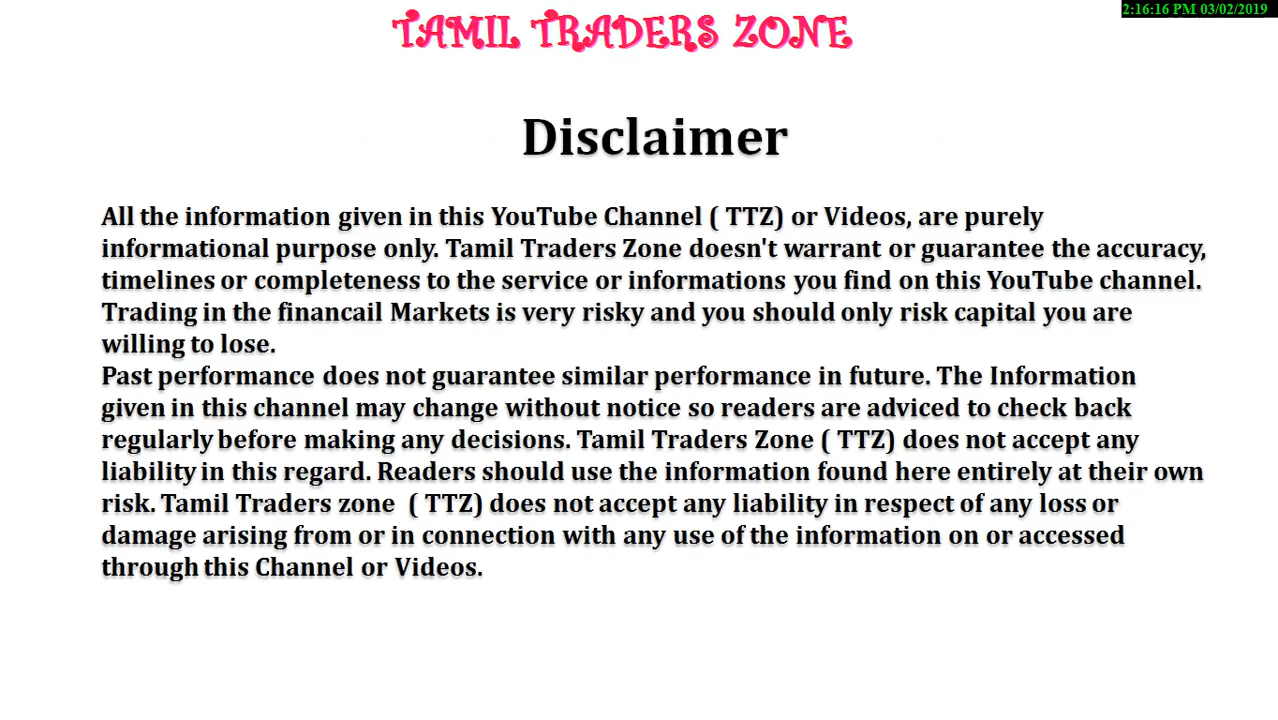 2:16:16 PM 03/02/2019
TAMIL TRADERS ZONE
Disclaimer
All the information given in this YouTube Channel ( TTZ) or Videos, are purely
informational purpose only. Tamil Traders Zone doesn't warrant or guarantee the accuracy,
timelines or completeness to the service or informations you find on this YouTube channel.
Trading in the financail Markets is very risky and you should only risk capital you are
willing to lose.
Past performance does not guarantee similar performance in future. The Information
given in this channel may change without notice so readers are adviced to check back
regularly before making any decisions. Tamil Traders Zone ( TTZ) does not accept any
liability in this regard. Readers should use the information found here entirely at their own
risk. Tamil Traders zone  ( TTZ) does not accept any liability in respect of any loss or
damage arising from or in connection with any use of the information on or accessed
through this Channel or Videos.